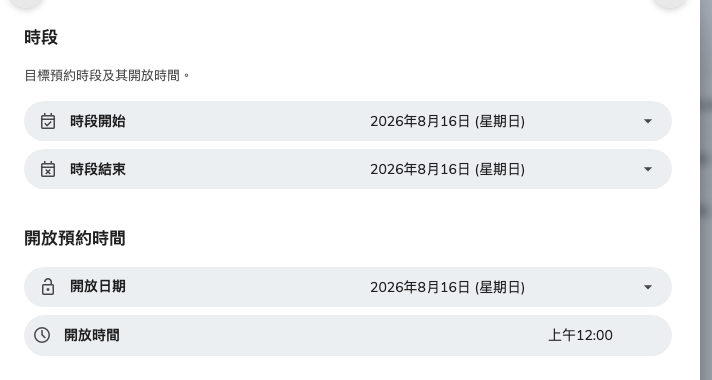 時段
目標預約時段及其開放時間。
時段開始 2026年8月16日 (星期日)
時段結束 2026年8月16日 (星期日)
開放預約時間
開放日期 2026年8月16日 (星期日)
開放時間 上午12:00